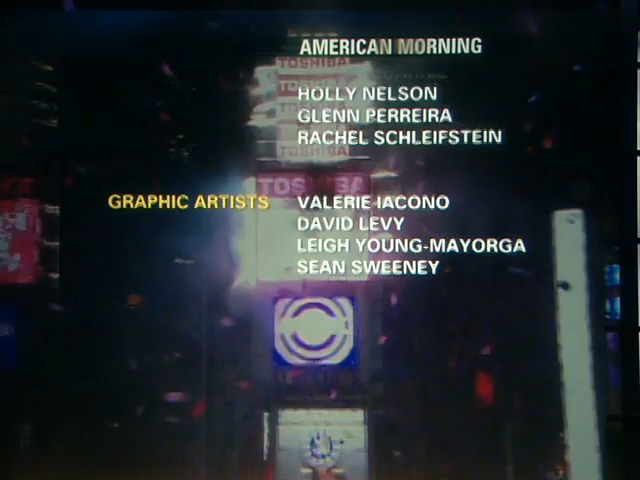 AMERICAN MORNING
TOSHIBA
HOLLY NELSON
GLENN PERREIRA
RACHEL SCHLEIFSTEIN
TOSHIBA
TOSHIBA
GRAPHIC ARTISTS VALERIE IACONO
DAVID LEVY
LEIGH YOUNG-MAYORGA
SEAN SWEENEY